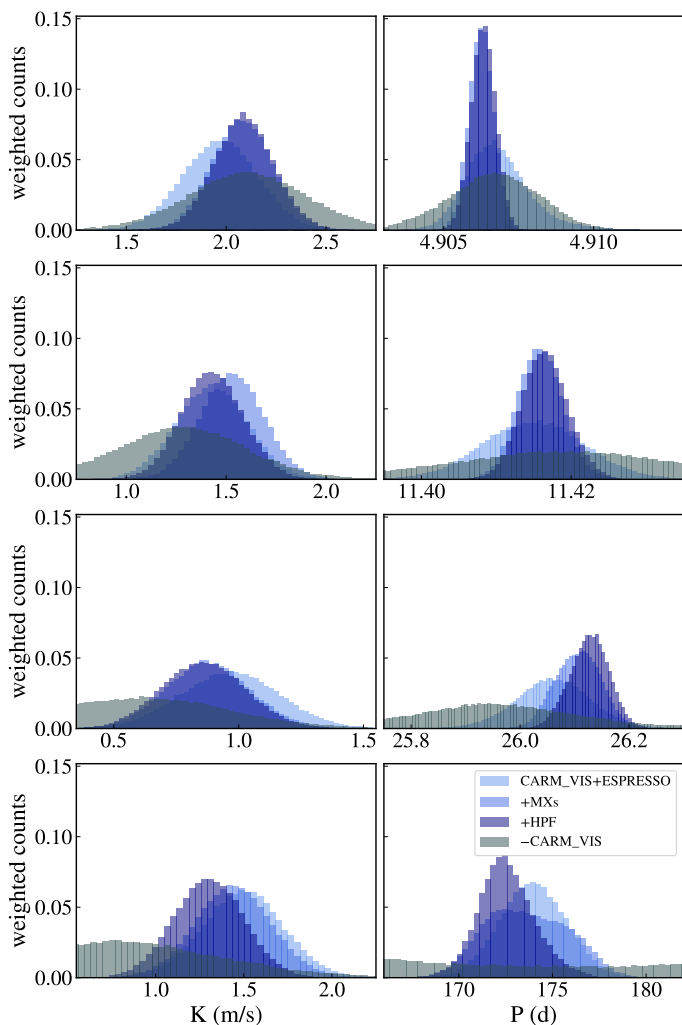 0.15
0.10
0.05
0.00
weighted counts
1.5 2.0 2.5
4.905 4.910
0.15
0.10
0.05
0.00
weighted counts
1.0 1.5 2.0
11.40 11.42
0.15
0.10
0.05
0.00
weighted counts
0.5 1.0 1.5
25.8 26.0 26.2
0.15
0.10
0.05
0.00
weighted counts
CARM_VIS+ESPRESSO
+MXs
+HPF
−CARM_VIS
1.0 1.5 2.0
170 175 180
K (m/s)
P (d)